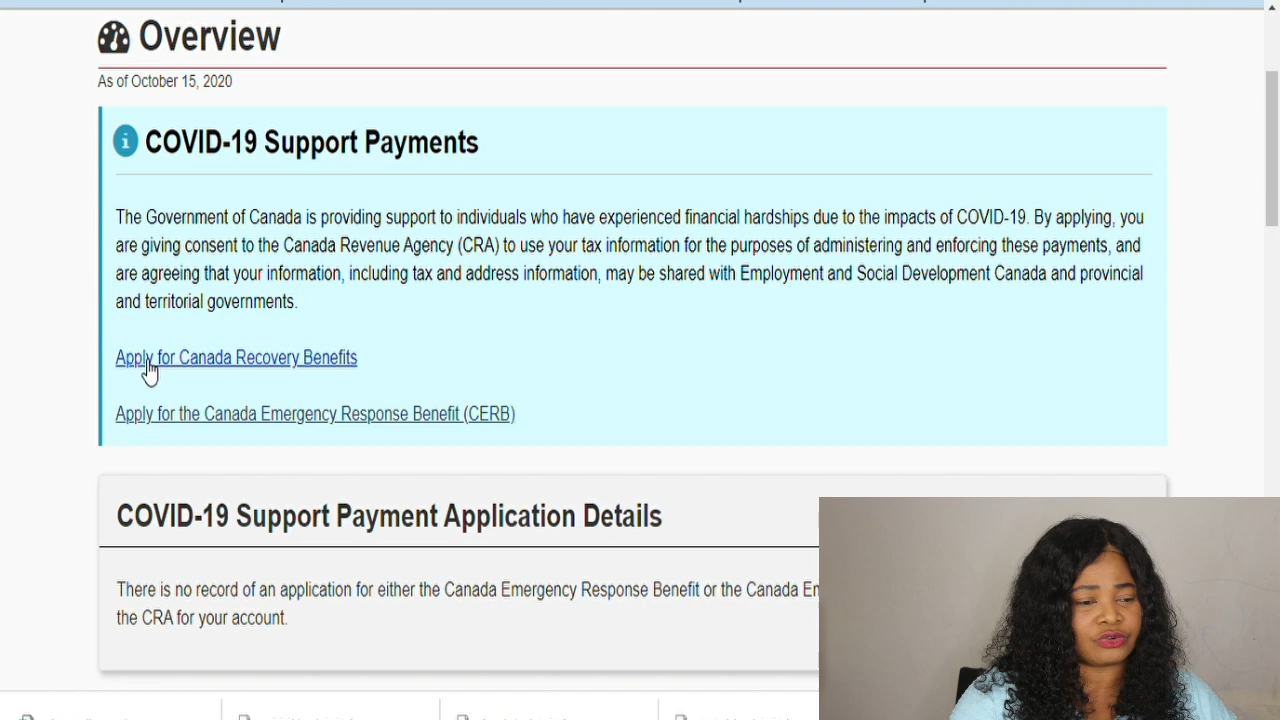 Overview
As of October 15, 2020
COVID-19 Support Payments
The Government of Canada is providing support to individuals who have experienced financial hardships due to the impacts of COVID-19. By applying, you
are giving consent to the Canada Revenue Agency (CRA) to use your tax information for the purposes of administering and enforcing these payments, and
are agreeing that your information, including tax and address information, may be shared with Employment and Social Development Canada and provincial
and territorial governments.
Apply for Canada Recovery Benefits
Apply for the Canada Emergency Response Benefit (CERB)
COVID-19 Support Payment Application Details
There is no record of an application for either the Canada Emergency Response Benefit or the Canada Em
the CRA for your account.